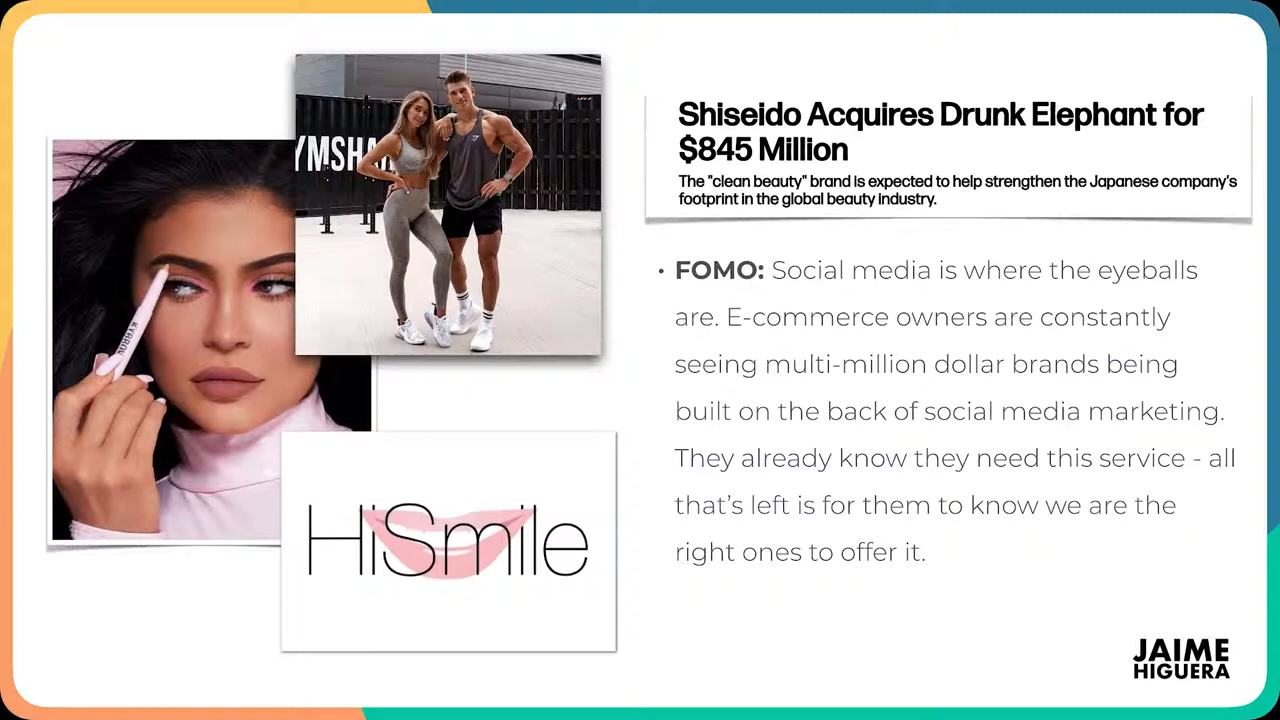 YMSHA
KYBROW
HiSmile
Shiseido Acquires Drunk Elephant for
$845 Million
The "clean beauty" brand is expected to help strengthen the Japanese company's
footprint in the global beauty industry.
• FOMO: Social media is where the eyeballs
are. E-commerce owners are constantly
seeing multi-million dollar brands being
built on the back of social media marketing.
They already know they need this service - all
that's left is for them to know we are the
right ones to offer it.
JAIME
HIGUERA